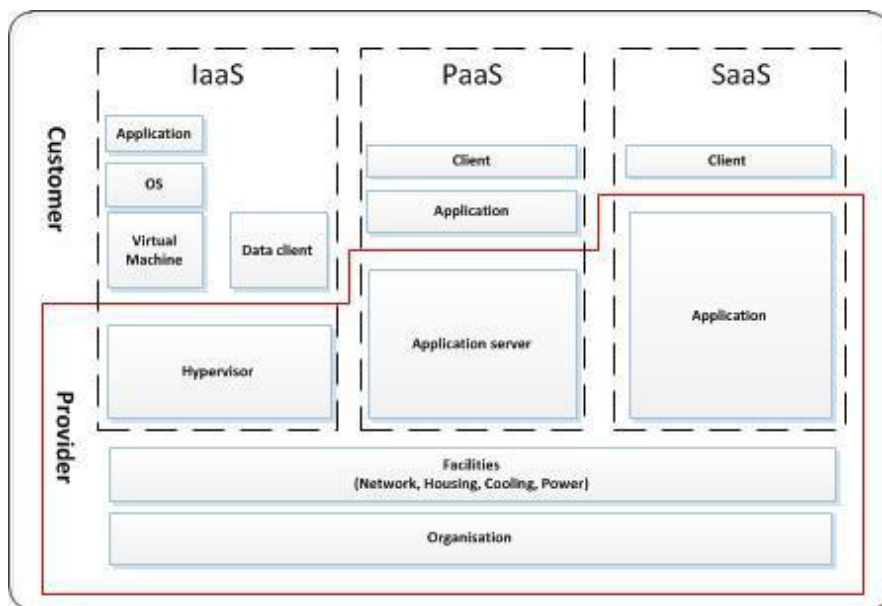 IaaS
PaaS
SaaS
Customer
Application
OS
Virtual
Machine
Data client
Hypervisor
Client
Application
Application server
Client
Application
Provider
Facilities
(Network, Housing, Cooling, Power)
Organisation